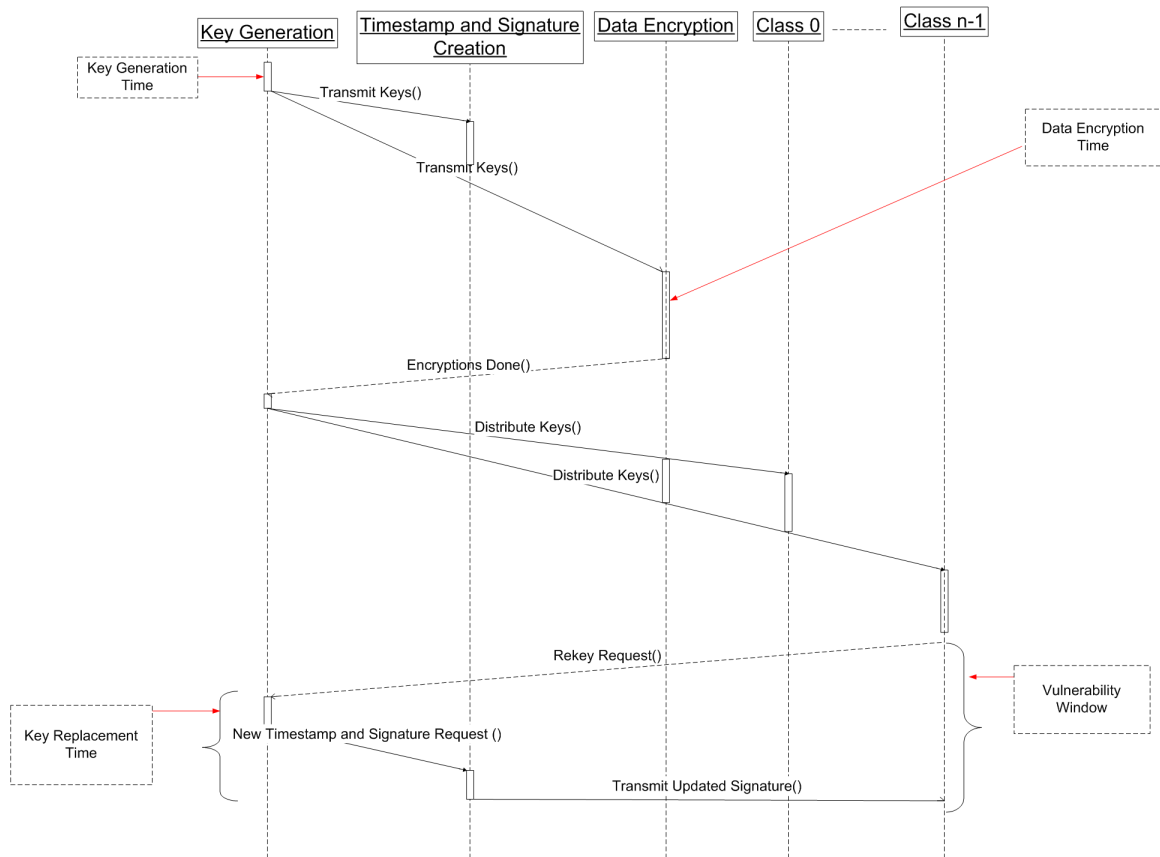 Key Generation
Timestamp and Signature
Creation
Data Encryption
Class 0
Class n-1
Key Generation
Time
Transmit Keys()
Transmit Keys()
Data Encryption
Time
Encryptions Done()
Distribute Keys()
Distribute Keys()
Rekey Request()
Vulnerability
Window
Key Replacement
Time
New Timestamp and Signature Request ()
Transmit Updated Signature()